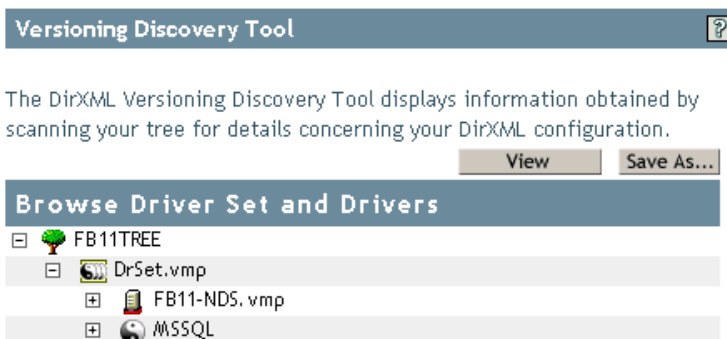 Versioning Discovery Tool
?
The DirXML Versioning Discovery Tool displays information obtained by
scanning your tree for details concerning your DirXML configuration.
View Save As...
Browse Driver Set and Drivers
FB11TREE
DrSet.vmp
FB11-NDS.vmp
MSSQL